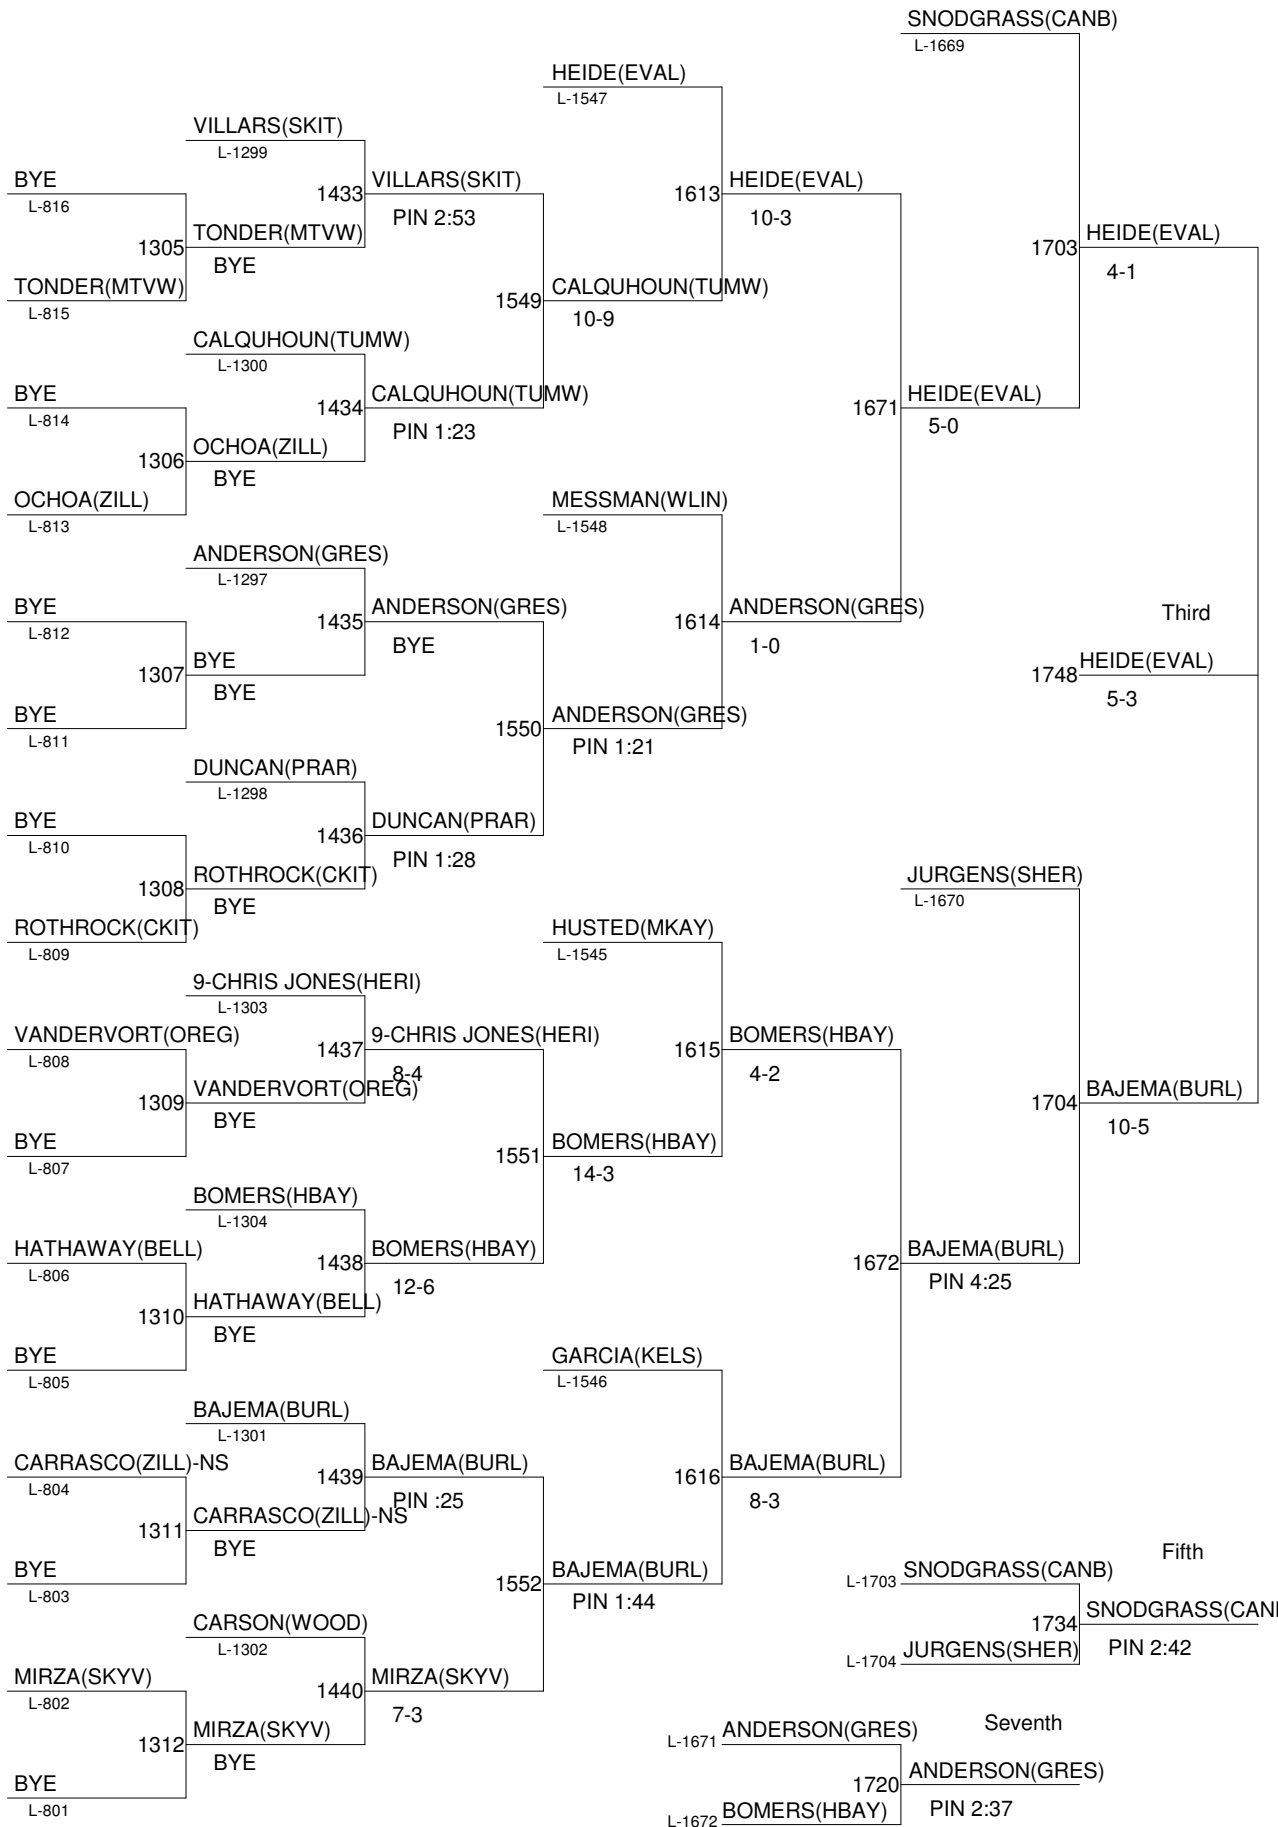 SNODGRASS(CANB)
L-1669
HEIDE(EVAL)
L-1547
VILLARS(SKIT)
L-1299
BYE
L-816
1433
VILLARS(SKIT)
PIN 2:53
1613
HEIDE(EVAL)
10-3
1305
TONDER(MTVW)
BYE
1703
HEIDE(EVAL)
4-1
TONDER(MTVW)
L-815
1549
CALQUHOUN(TUMW)
10-9
CALQUHOUN(TUMW)
L-1300
BYE
L-814
1434
CALQUHOUN(TUMW)
PIN 1:23
1671
HEIDE(EVAL)
5-0
1306
OCHOA(ZILL)
BYE
OCHOA(ZILL)
L-813
MESSMAN(WLIN)
L-1548
ANDERSON(GRES)
L-1297
BYE
L-812
1435
ANDERSON(GRES)
BYE
1614
ANDERSON(GRES)
1-0
Third
1307
BYE
BYE
1748
HEIDE(EVAL)
5-3
BYE
L-811
1550
ANDERSON(GRES)
PIN 1:21
DUNCAN(PRAR)
L-1298
BYE
L-810
1436
DUNCAN(PRAR)
PIN 1:28
1308
ROTHROCK(CKIT)
BYE
JURGENS(SHER)
L-1670
ROTHROCK(CKIT)
L-809
HUSTED(MKAY)
L-1545
9-CHRIS JONES(HERI)
L-1303
VANDERVORT(OREG)
L-808
1437
9-CHRIS JONES(HERI)
8-4
1615
BOMERS(HBAY)
4-2
1309
VANDERVORT(OREG)
BYE
1704
BAJEMA(BURL)
10-5
BYE
L-807
1551
BOMERS(HBAY)
14-3
BOMERS(HBAY)
L-1304
HATHAWAY(BELL)
L-806
1438
BOMERS(HBAY)
12-6
1672
BAJEMA(BURL)
PIN 4:25
1310
HATHAWAY(BELL)
BYE
BYE
L-805
GARCIA(KELS)
L-1546
BAJEMA(BURL)
L-1301
CARRASCO(ZILL)-NS
L-804
1439
BAJEMA(BURL)
PIN :25
1616
BAJEMA(BURL)
8-3
1311
CARRASCO(ZILL)-NS
BYE
Fifth
BYE
L-803
1552
BAJEMA(BURL)
PIN 1:44
L-1703
SNODGRASS(CANB)
CARSON(WOOD)
L-1302
1734
SNODGRASS(CAN
PIN 2:42
L-1704
JURGENS(SHER)
MIRZA(SKYV)
L-802
1440
MIRZA(SKYV)
7-3
1312
MIRZA(SKYV)
BYE
L-1671
ANDERSON(GRES)
Seventh
BYE
L-801
1720
ANDERSON(GRES)
PIN 2:37
L-1672
BOMERS(HBAY)